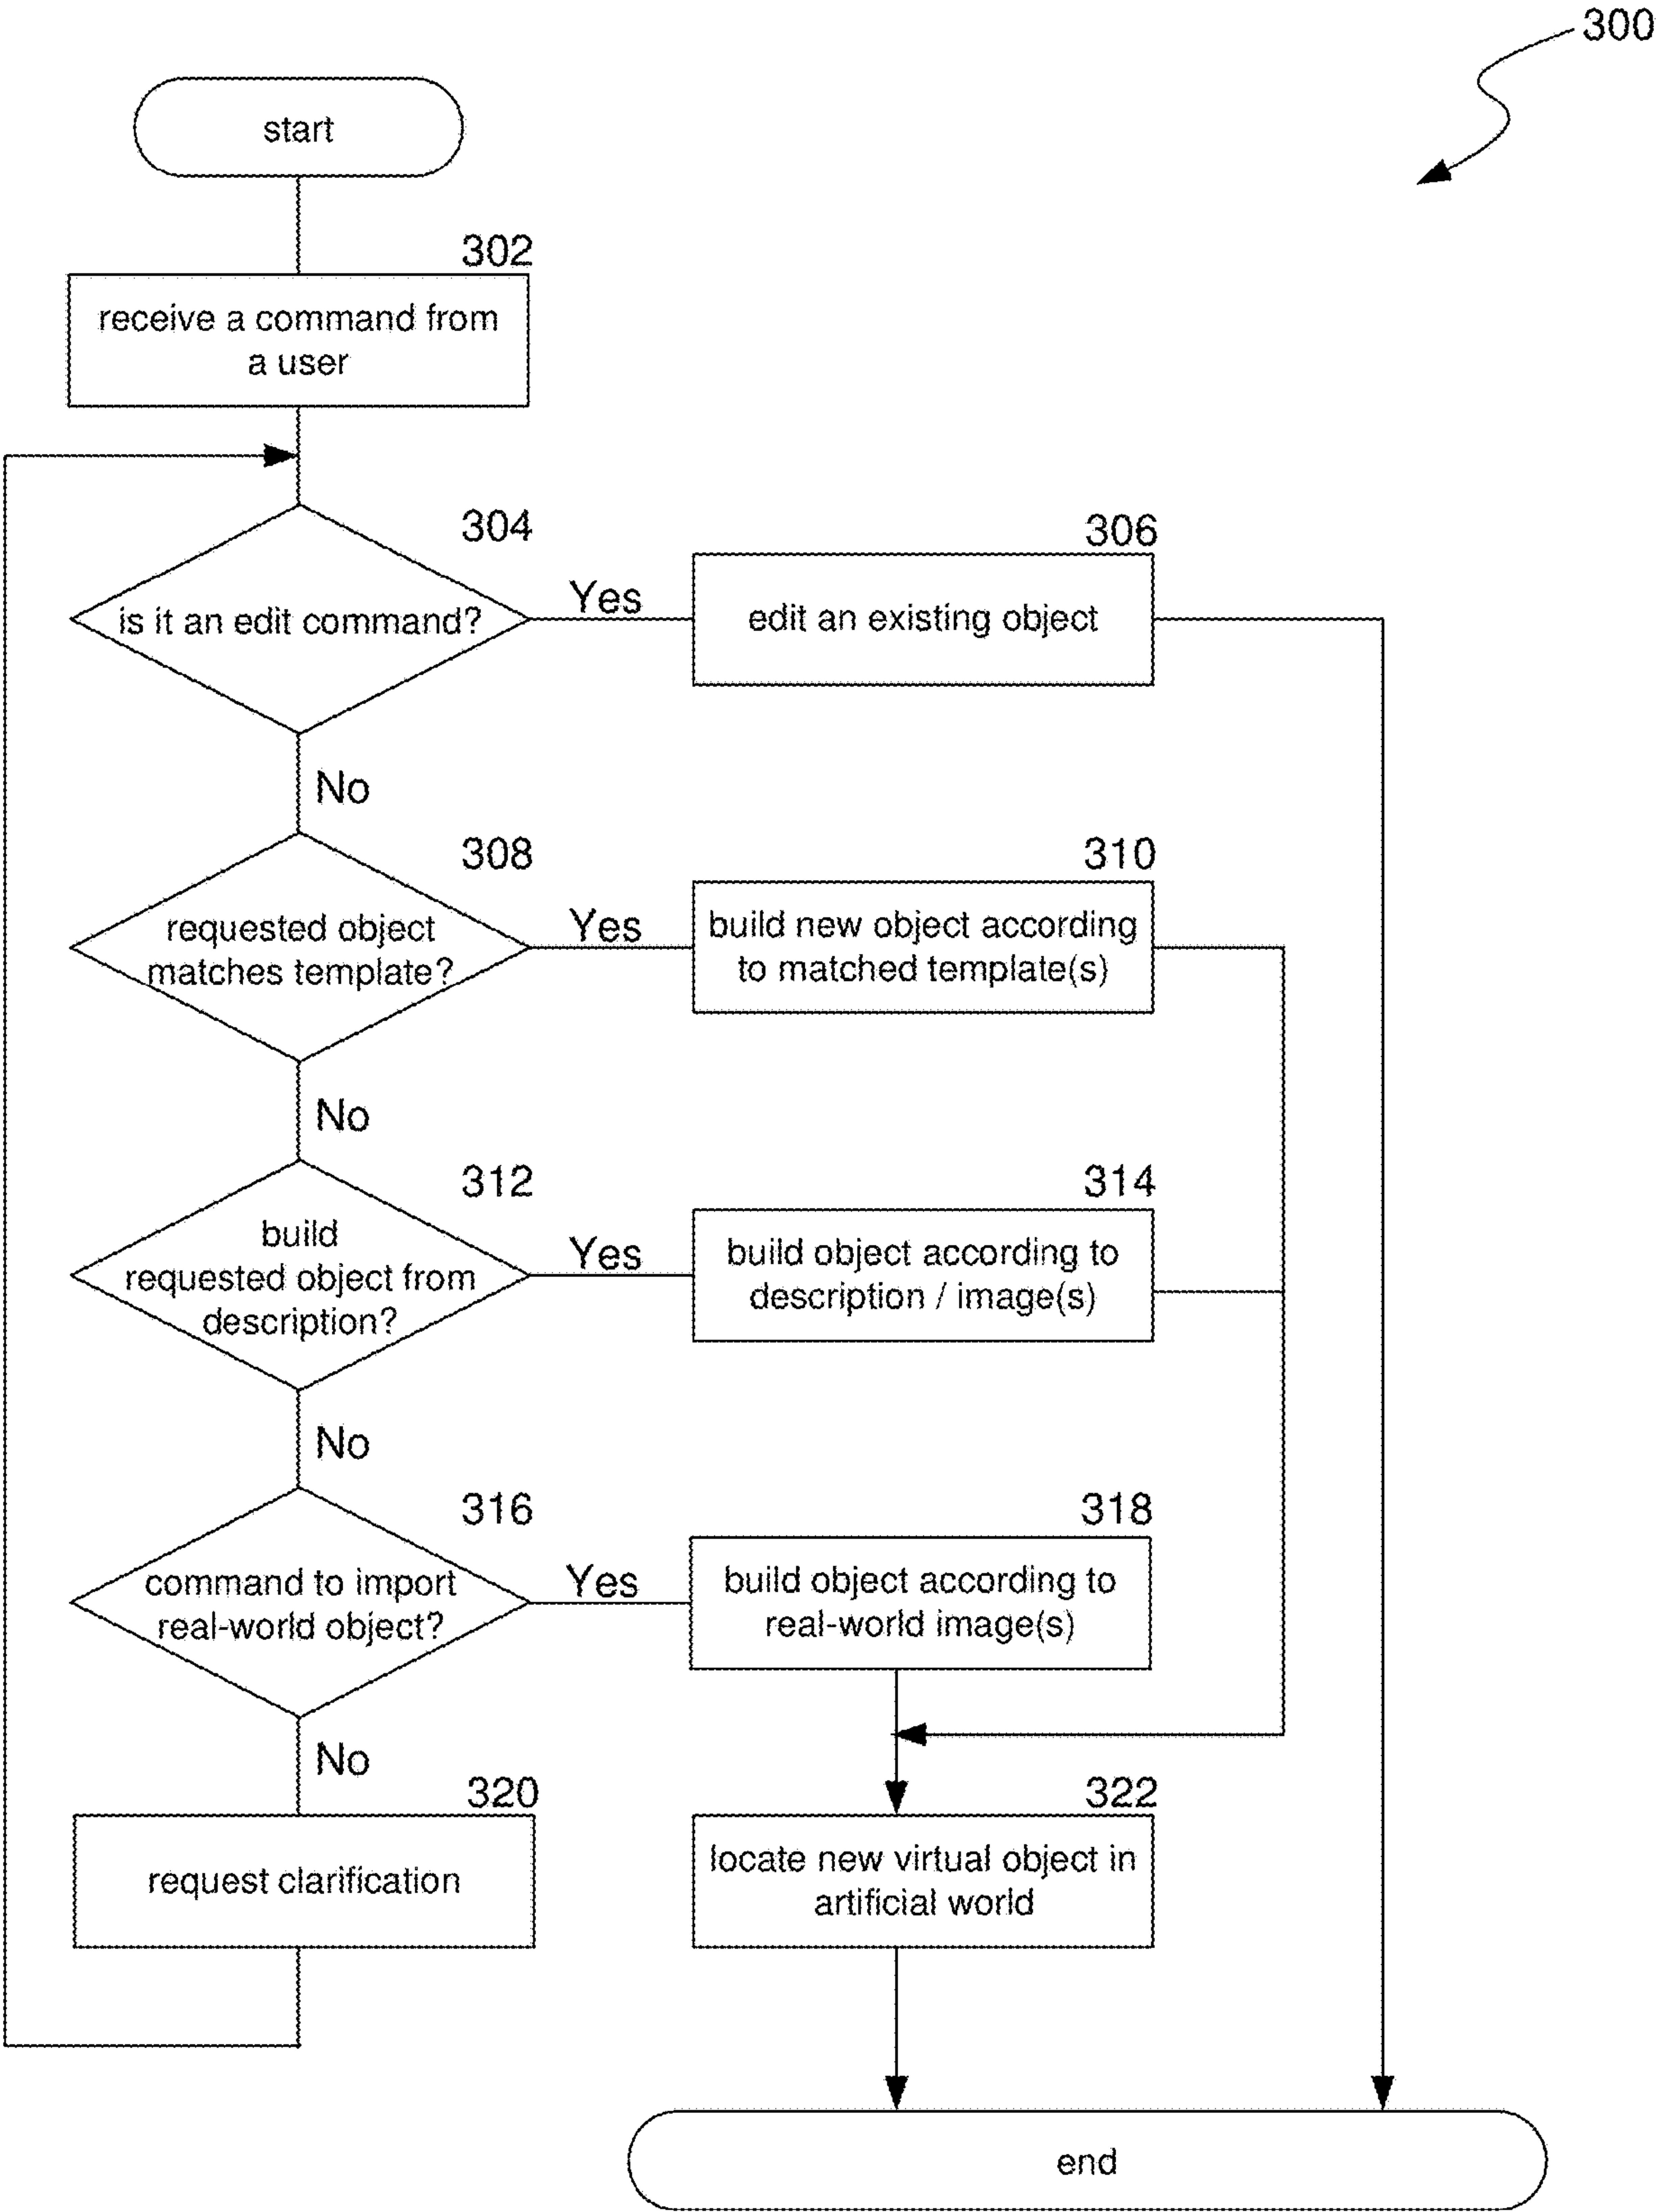 300
start
302
receive a command from
a user
304
is it an edit command?
Yes
306
edit an existing object
No
308
requested object
matches template?
Yes
310
build new object according
to matched template(s)
No
312
build
requested object from
description?
Yes
314
build object according to
description / image(s)
No
316
command to import
real-world object?
Yes
318
build object according to
real-world image(s)
No
320
request clarification
322
locate new virtual object in
artificial world
end